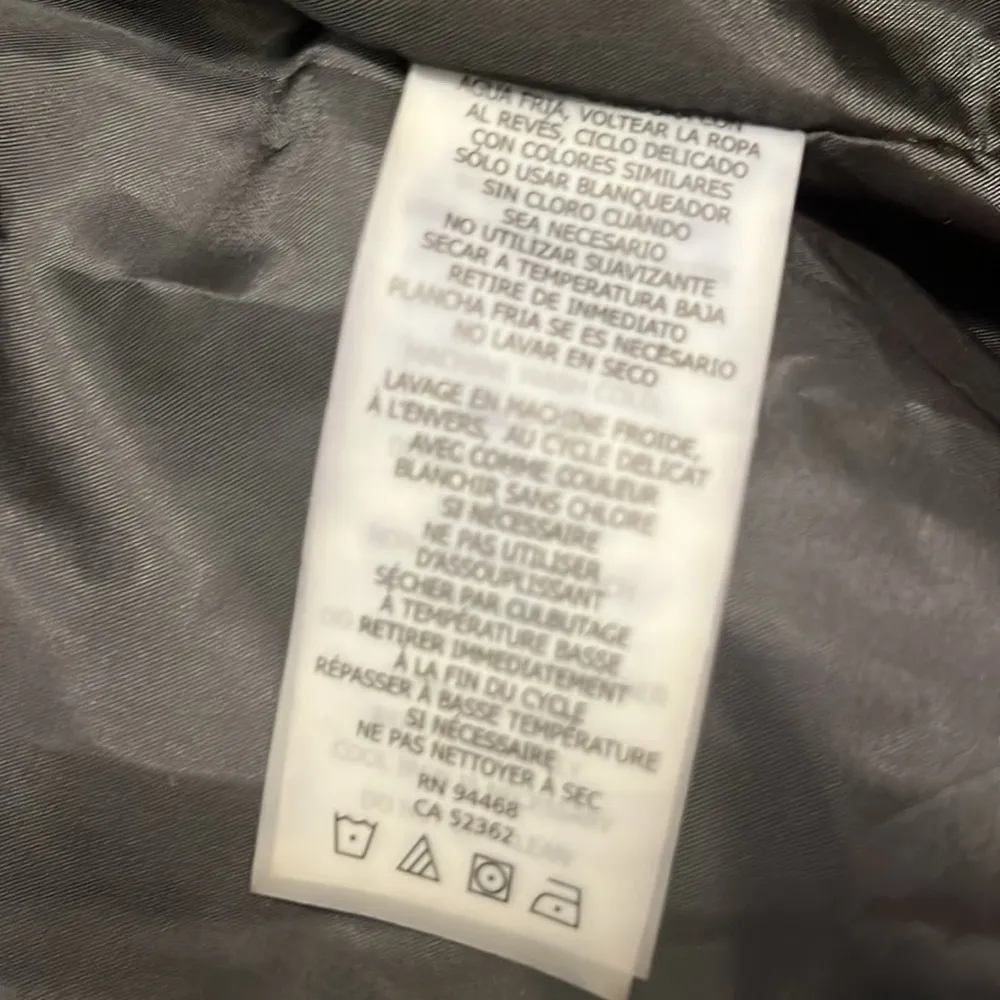 AGUA FRIA, VOLTEAR LA ROPA
AL REVÉS, CICLO DELICADO
CON COLORES SIMILARES
SÓLO USAR BLANQUEADOR
SIN CLORO CUANDO
SEA NECESARIO
NO UTILIZAR SUAVIZANTE
SECAR A TEMPERATURA BAJA
RETIRE DE INMEDIATO
PLANCHA FRIA SE ES NECESARIO
NO LAVAR EN SECO
LAVAGE EN MACHINE FROIDE,
À L'ENVERS, AU CYCLE DELICAT
AVEC COMME COULEUR
BLANCHIR SANS CHLORE
SI NÉCESSAIRE
NE PAS UTILISER
D'ASSOUPLISSANT
SÉCHER PAR CULBUTAGE
À TEMPÉRATURE BASSE
RETIRER IMMEDIATEMENT
À LA FIN DU CYCLE
RÉPASSER À BASSE TEMPÉRATURE
SI NÉCESSAIRE
NE PAS NETTOYER À SEC
RN 94468
CA 52362